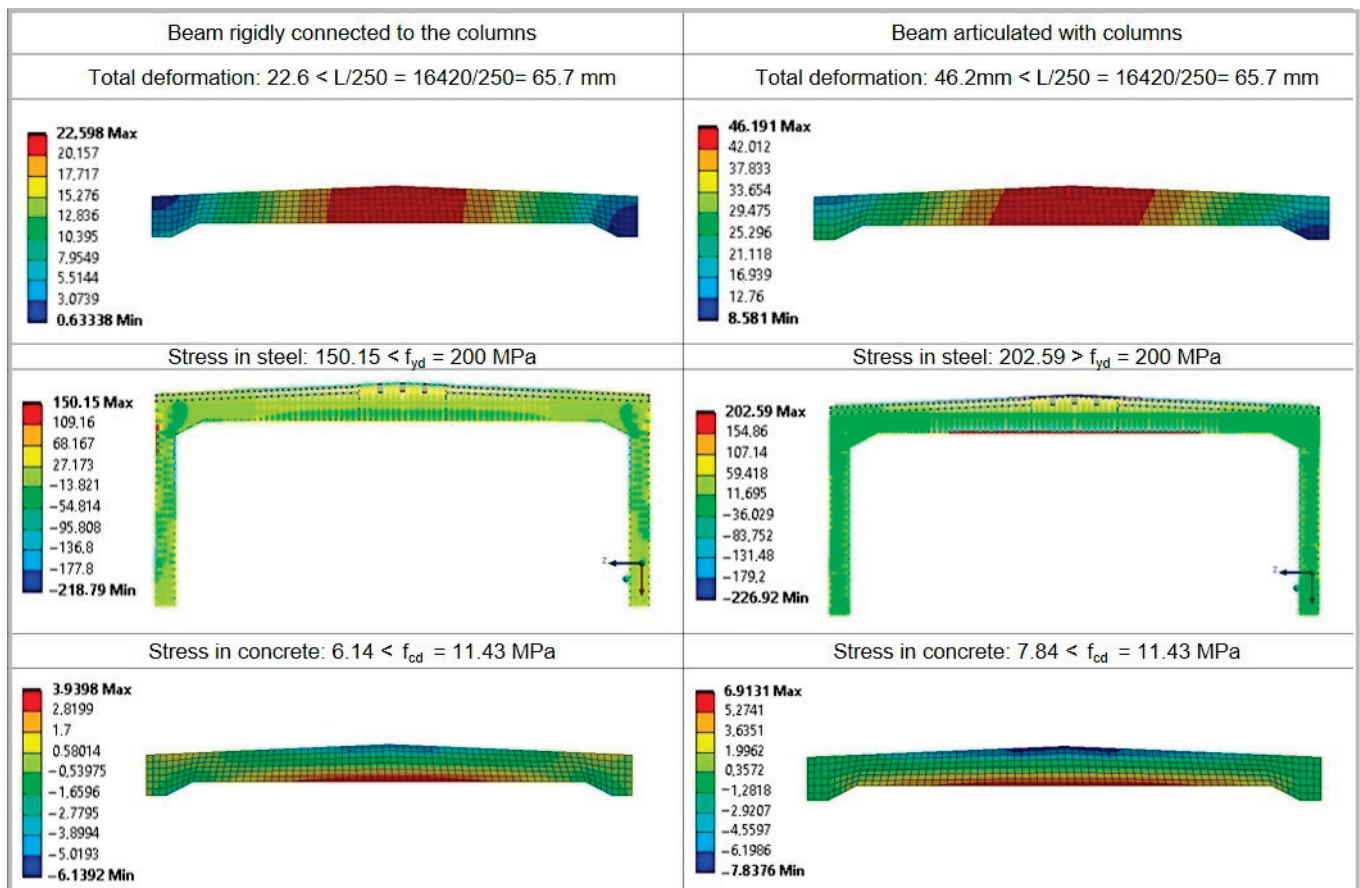 Beam rigidly connected to the columns
Beam articulated with columns
Total deformation: 22.6 < L/250 = 16420/250= 65.7 mm
Total deformation: 46.2mm < L/250 = 16420/250= 65.7 mm
22.598 Max
20.157
17.717
15.276
12.836
10.395
7.9549
5.5144
3.0739
0.63338 Min
46.191 Max
42.012
37.833
33.654
29.475
25.296
21.118
16.939
12.76
8.581 Min
Stress in steel: 150.15 < fyd = 200 MPa
Stress in steel: 202.59 > fyd = 200 MPa
150.15 Max
109.16
68.167
27.173
−13.821
−54.814
−95.808
−136.8
−177.8
−218.79 Min
z
202.59 Max
154.86
107.14
59.418
11.695
−36.029
−83.752
−131.48
−179.2
−226.92 Min
z
Stress in concrete: 6.14 < fcd = 11.43 MPa
Stress in concrete: 7.84 < fcd = 11.43 MPa
3.9398 Max
2.8199
1.7
0.58014
−0.53975
−1.6596
−2.7795
−3.8994
−5.0193
−6.1392 Min
6.9131 Max
5.2741
3.6351
1.9962
0.3572
−1.2818
−2.9207
−4.5597
−6.1986
−7.8376 Min